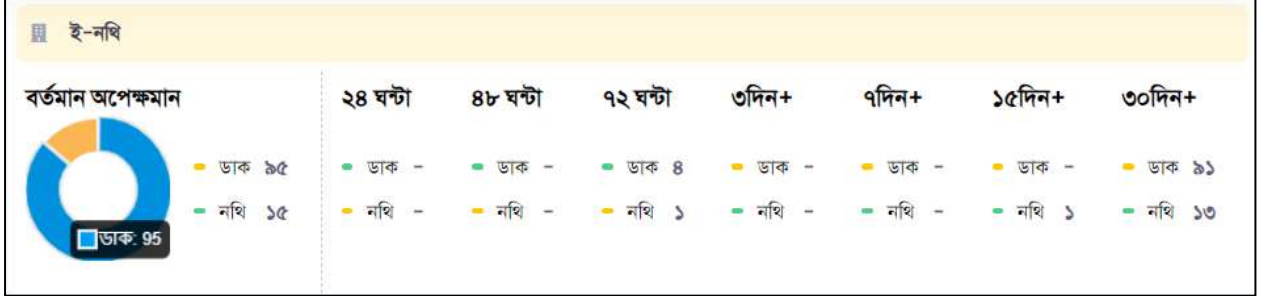 ই-নথি
বর্তমান অপেক্ষমান ২৪ ঘন্টা ৪৮ ঘন্টা ৭২ ঘন্টা ৩দিন+ ৭দিন+ ১৫দিন+ ৩০দিন+
ডাক ৯৫ ডাক - ডাক - ডাক ৪ ডাক - ডাক - ডাক - ডাক ৯১
নথি ১৫ নথি - নথি - নথি ১ নথি - নথি - নথি ১ নথি ১৩
ডাক: 95